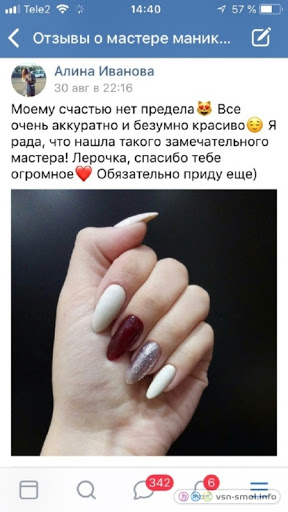 Tele2
14:40
57 %
Отзывы о мастере маник...
Алина Иванова
30 авг в 22:16
Моему счастью нет предела😻 Все
очень аккуратно и безумно красиво😌 Я
рада, что нашла такого замечательного
мастера! Лерочка, спасибо тебе
огромное❤️ Обязательно приду еще)
342
6
vsn-smol.info